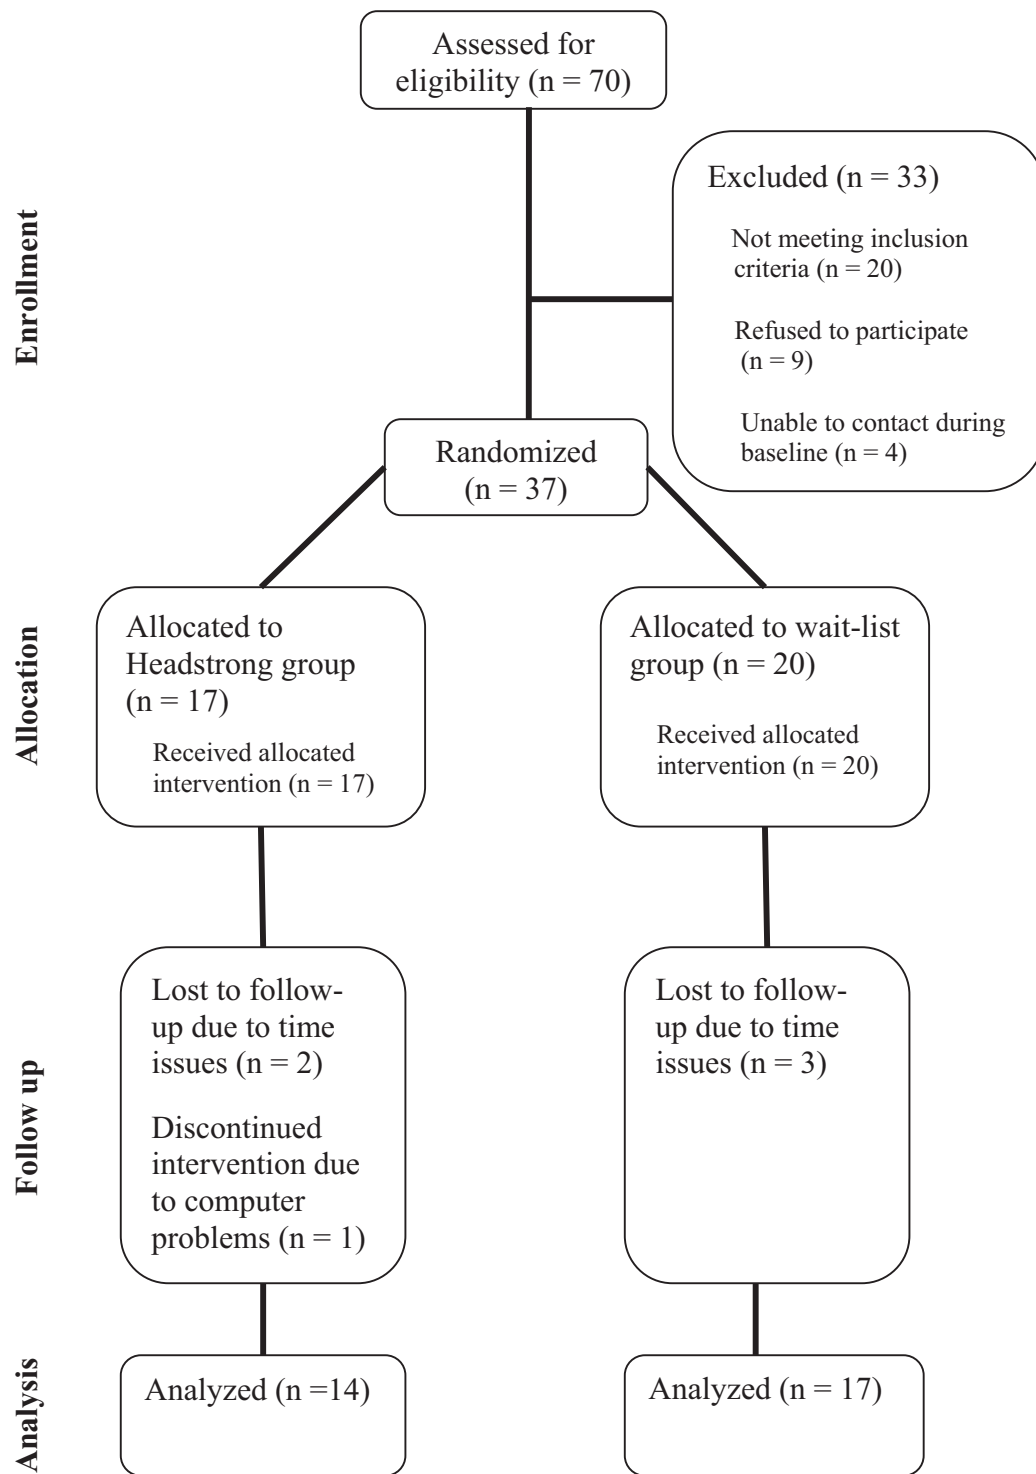 Assessed for
eligibility (n = 70)
Enrollment
Excluded (n = 33)
Not meeting inclusion
criteria (n = 20)
Refused to participate
(n = 9)
Unable to contact during
baseline (n = 4)
Randomized
(n = 37)
Allocation
Allocated to
Headstrong group
(n = 17)
Received allocated
intervention (n = 17)
Allocated to wait-list
group (n = 20)
Received allocated
intervention (n = 20)
Follow up
Lost to follow-
up due to time
issues (n = 2)
Discontinued
intervention due
to computer
problems (n = 1)
Lost to follow-
up due to time
issues (n = 3)
Analysis
Analyzed (n =14)
Analyzed (n = 17)